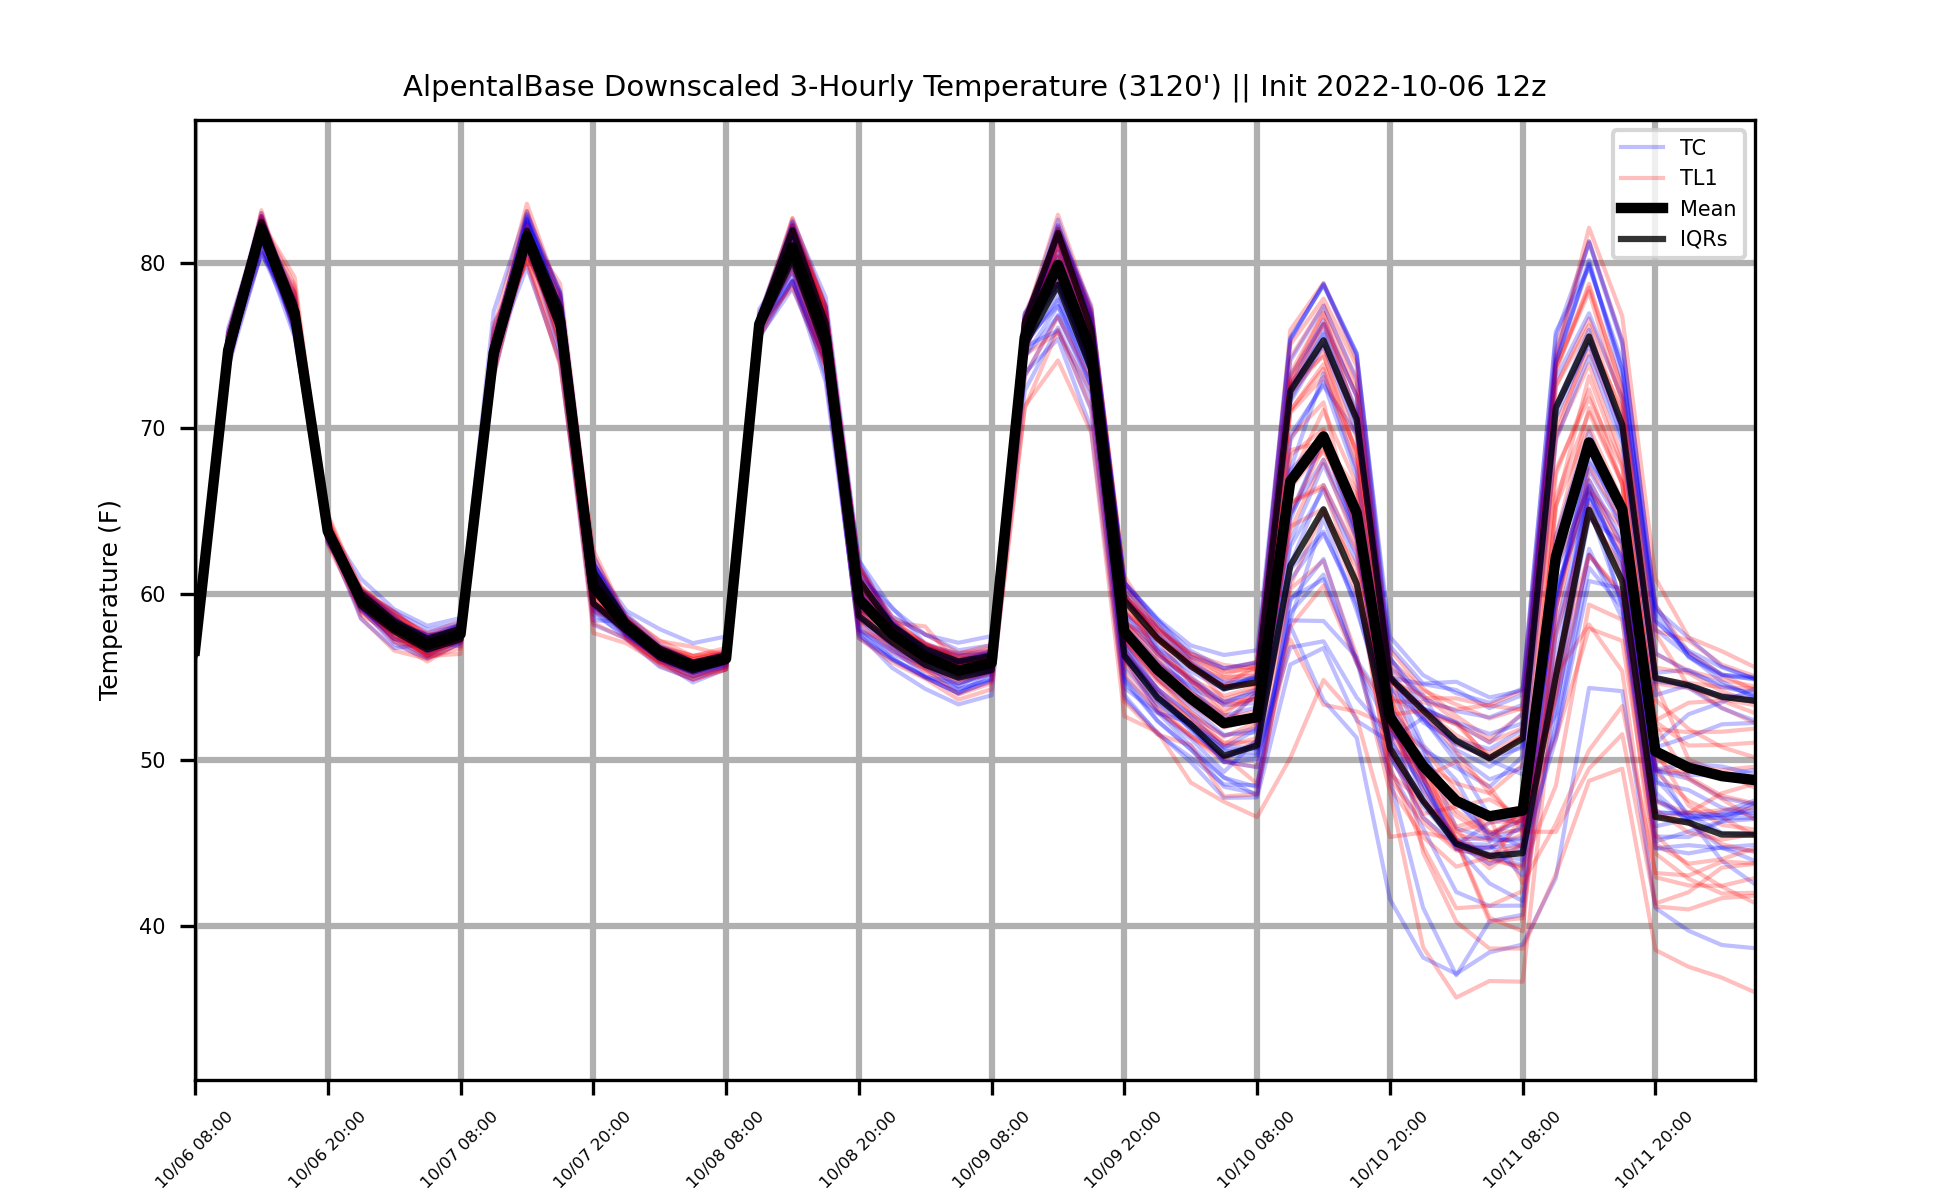 AlpentalBase Downscaled 3-Hourly Temperature (3120') || Init 2022-10-06 12z
TC
TL1
Mean
IQRs
Temperature (F)
80
70
60
50
40
10/06 08:00
10/06 20:00
10/07 08:00
10/07 20:00
10/08 08:00
10/08 20:00
10/09 08:00
10/09 20:00
10/10 08:00
10/10 20:00
10/11 08:00
10/11 20:00